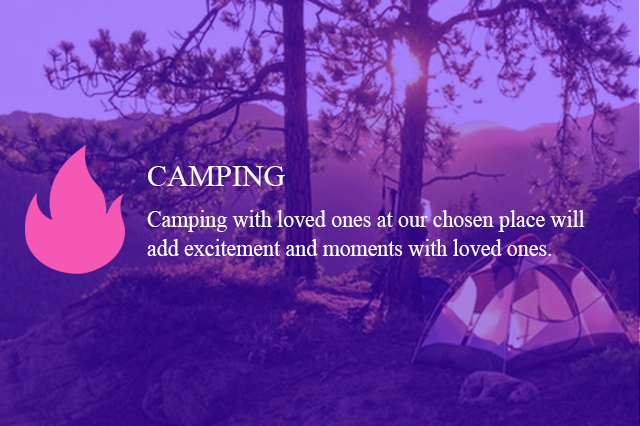 CAMPING
Camping with loved ones at our chosen place will
add excitement and moments with loved ones.